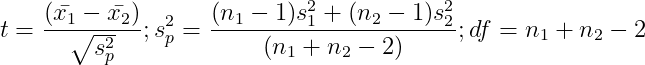 t = \frac{(\bar{x_1} - \bar{x_2})}{\sqrt{s_p^2}}; s_p^2 = \frac{(n_1 - 1)s_1^2 + (n_2 - 1)s_2^2}{(n_1 + n_2 - 2)}; df = n_1 + n_2 - 2